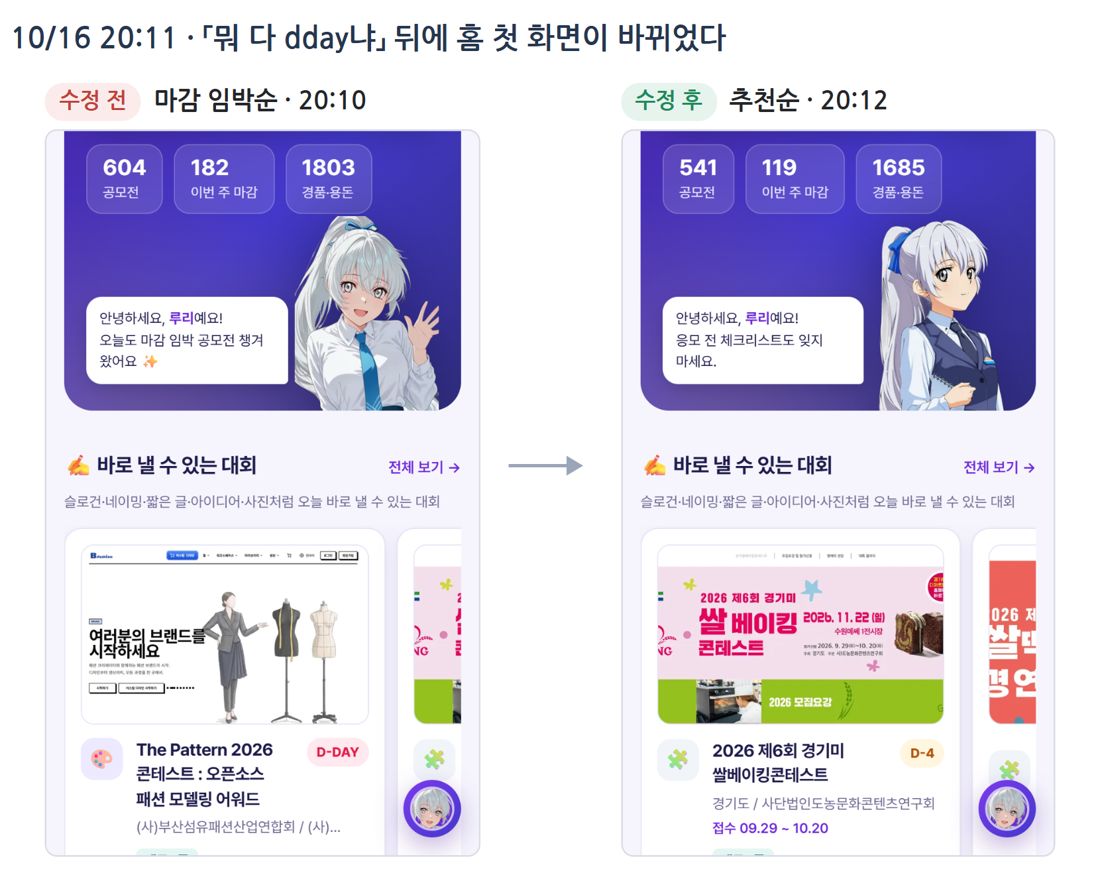 10/16 20:11 · 「뭐 다 dday냐」 뒤에 홈 첫 화면이 바뀌었다
수정 전 마감 임박순 · 20:10
604 182 1803
공모전 이번 주 마감 경품·용돈
안녕하세요, 루리예요!
오늘도 마감 임박 공모전 챙겨
왔어요 ✨
✍️ 바로 낼 수 있는 대회 전체 보기 →
슬로건·네이밍·짧은 글·아이디어·사진처럼 오늘 바로 낼 수 있는 대회
여러분의 브랜드를
시작하세요
The Pattern 2026 D-DAY
콘테스트 : 오픈소스
패션 모델링 어워드
(사)부산섬유패션산업연합회 / (사)...
수정 후 추천순 · 20:12
541 119 1685
공모전 이번 주 마감 경품·용돈
안녕하세요, 루리예요!
응모 전 체크리스트도 잊지
마세요.
✍️ 바로 낼 수 있는 대회 전체 보기 →
슬로건·네이밍·짧은 글·아이디어·사진처럼 오늘 바로 낼 수 있는 대회
2026 제6회 경기미
쌀 베이킹
콘테스트
2026. 11. 22 (일)
수원메쎄 1전시장
2026 모집요강
2026 제6회 경기미 D-4
쌀베이킹콘테스트
경기도 / 사단법인도농문화콘텐츠연구회
접수 09.29 ~ 10.20